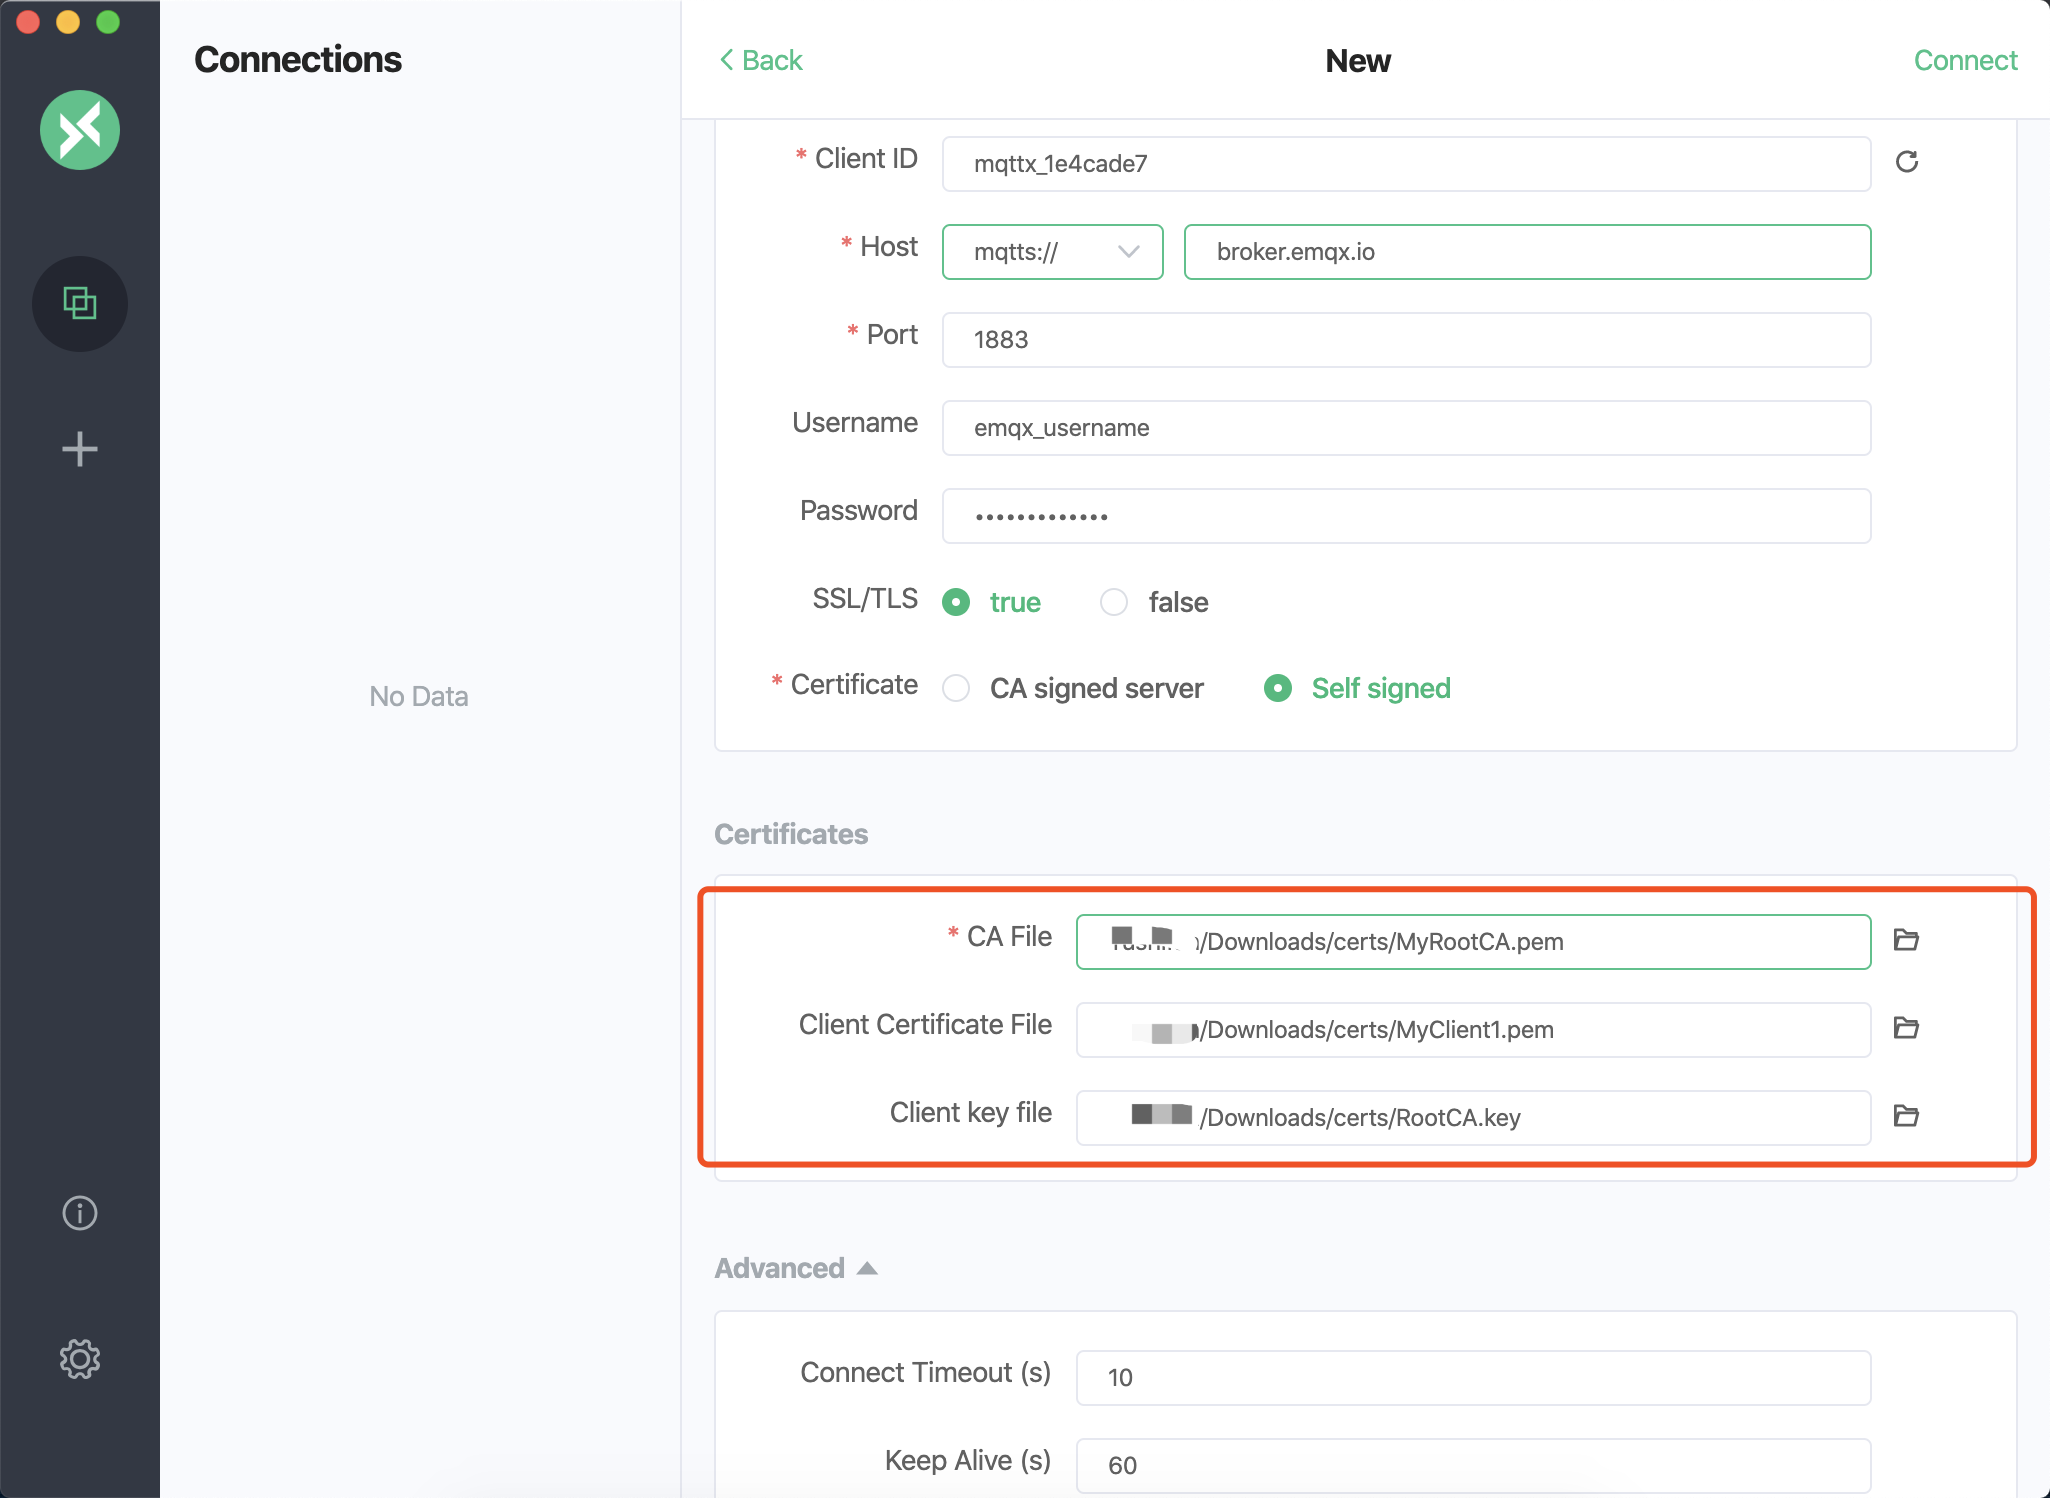 Connections
Back
New
Connect
* Client ID
mqttx_1e4cade7
* Host
mqtts://
broker.emqx.io
* Port
1883
Username
emqx_username
Password
•••••••••••••
SSL/TLS
true
false
* Certificate
CA signed server
Self signed
No Data
Certificates
* CA File
/Downloads/certs/MyRootCA.pem
Client Certificate File
/Downloads/certs/MyClient1.pem
Client key file
/Downloads/certs/RootCA.key
Advanced
Connect Timeout (s)
10
Keep Alive (s)
60